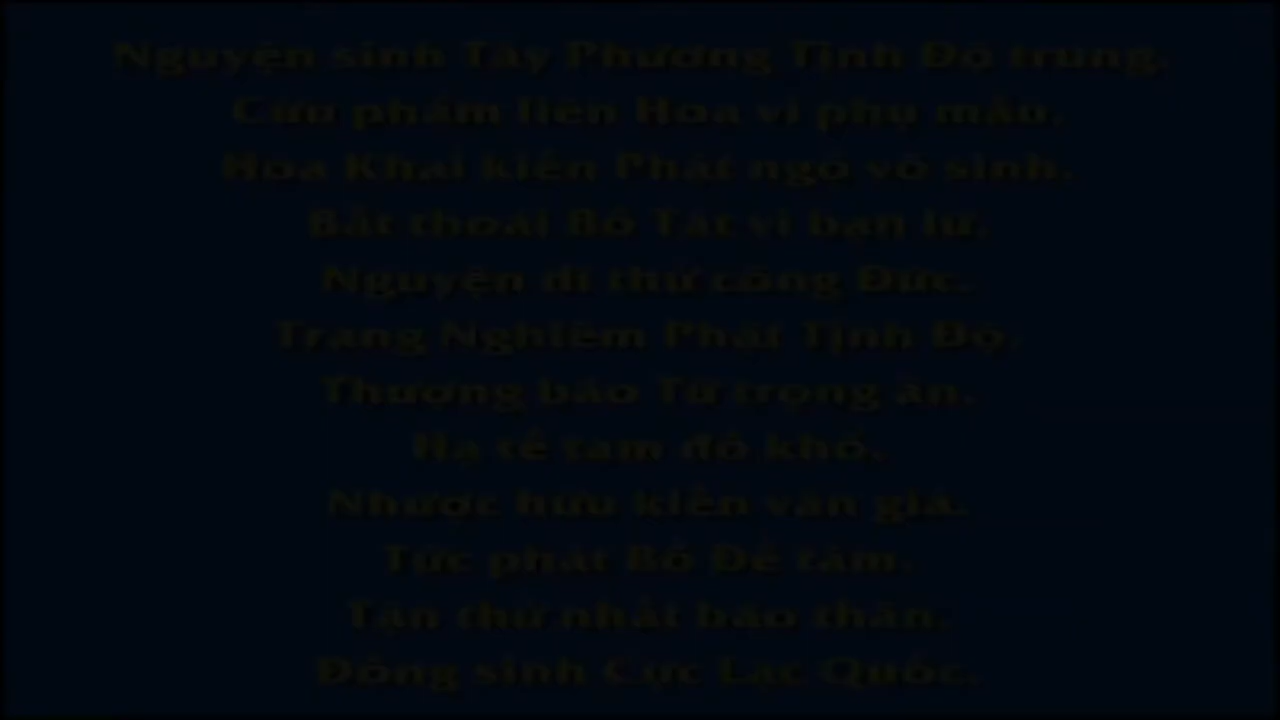 Nguyện sinh Tây Phương Tịnh Độ trung.
Cửu phẩm liên Hoa vi phụ mẫu.
Hoa Khai kiến Phật ngộ vô sinh.
Bất thoái Bồ Tát vi bạn lữ.
Nguyện dĩ thử công Đức.
Trang Nghiêm Phật Tịnh Độ.
Thượng báo Tứ trọng ân.
Hạ tế tam đồ khổ.
Nhược hữu kiến văn giả.
Tức phát Bồ Đề tâm.
Tận thử nhất báo thân.
Đồng sinh Cực Lạc Quốc.